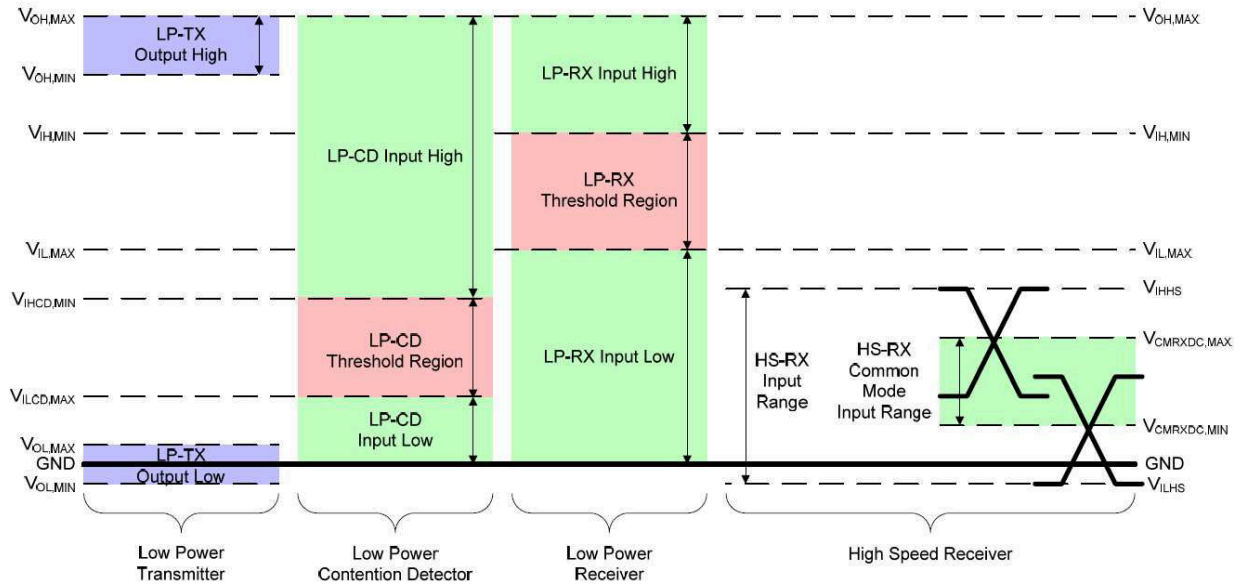 VOH,MAX
LP-TX
Output High
VOH,MIN
VIH,MIN
VIL,MAX
VIHCD,MIN
VILCD,MAX
VOL,MAX
GND
VOL,MIN
LP-TX
Output Low
LP-CD Input High
LP-CD
Threshold Region
LP-CD
Input Low
LP-RX Input High
LP-RX
Threshold Region
LP-RX Input Low
HS-RX
Input
Range
HS-RX
Common
Mode
Input Range
VOH,MAX
VIH,MIN
VIL,MAX
VIHHS
VCMRXDC,MAX
VCMRXDC,MIN
GND
VILHS
Low Power
Transmitter
Low Power
Contention Detector
Low Power
Receiver
High Speed Receiver